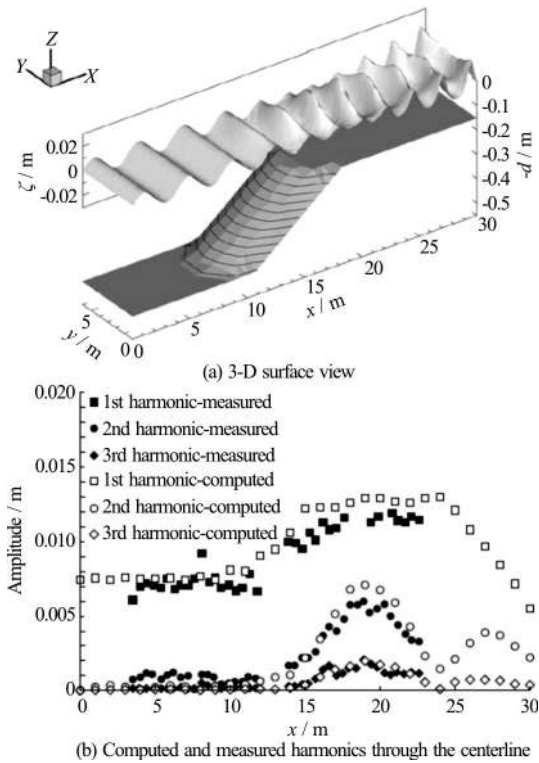 Z
Y
X
ζ / m
0.02
0
-0.02
0
-0.1
-0.2
-0.3
-0.4
-0.5
-d / m
30
25
20
15
10
5
0
x / m
5
0
y / m
(a) 3-D surface view
0.020
0.015
0.010
0.005
0
Amplitude / m
1st harmonic-measured
2nd harmonic-measured
3rd harmonic-measured
1st harmonic-computed
2nd harmonic-computed
3rd harmonic-computed
0 5 10 15 20 25 30
x / m
(b) Computed and measured harmonics through the centerline